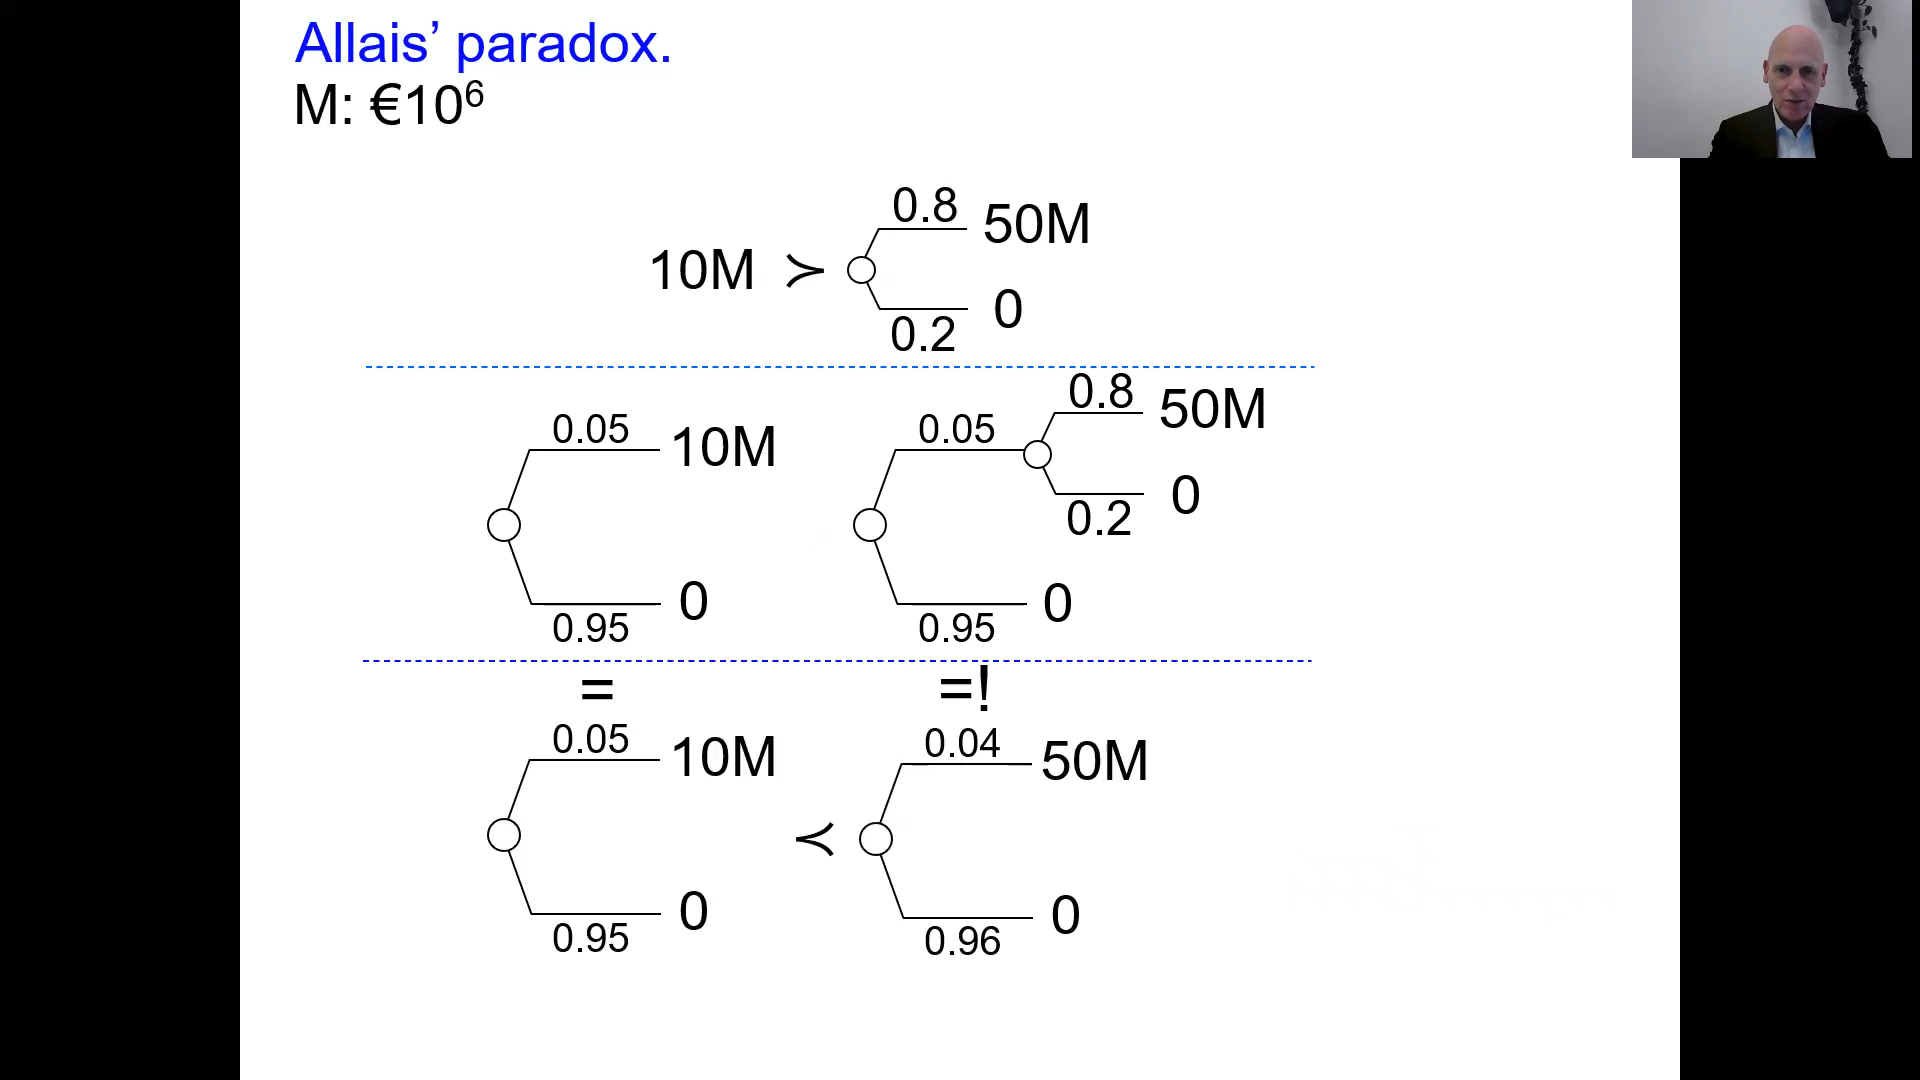 Allais’ paradox.
M: €10⁶
0.8 50M
10M ≻
0.2 0
0.8 50M
0.05 10M 0.05
0.2 0
0 0
0.95 0.95
= =!
0.05 10M 0.04 50M
≺
0 0
0.95 0.96